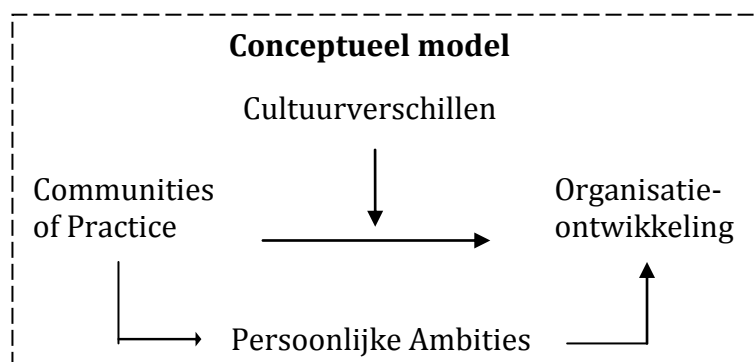 Conceptueel model
Cultuurverschillen
Communities
of Practice
Organisatie-
ontwikkeling
Persoonlijke Ambities